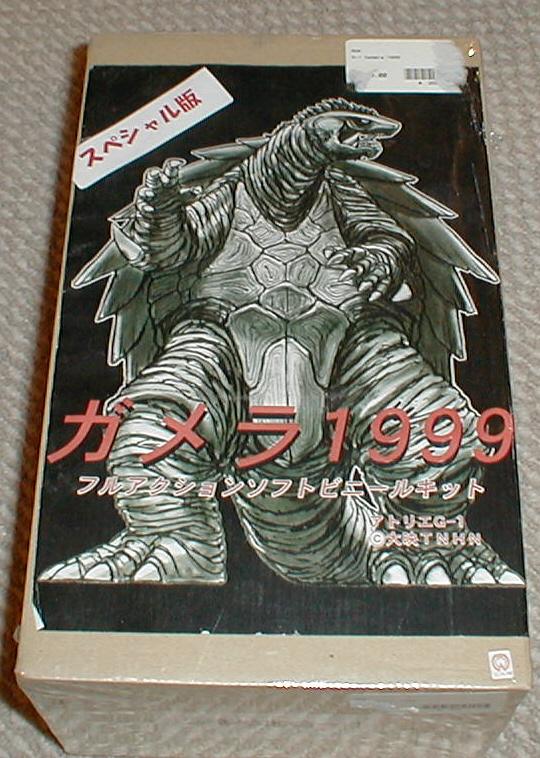 スペシャル版
ガメラ1999
フルアクションソフトビニールキット
アトリエG-1
©大映TNHN